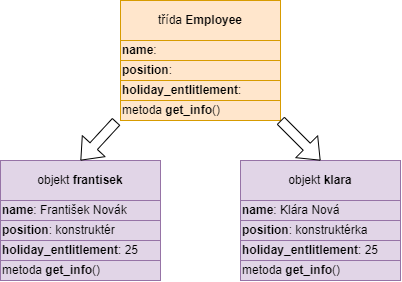 třída Employee
name:
position:
holiday_entlitlement:
metoda get_info()
objekt frantisek
name: František Novák
position: konstruktér
holiday_entlitlement: 25
metoda get_info()
objekt klara
name: Klára Nová
position: konstruktérka
holiday_entlitlement: 25
metoda get_info()